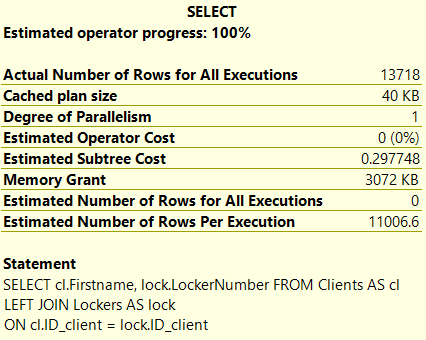 SELECT
Estimated operator progress: 100%
Actual Number of Rows for All Executions 13718
Cached plan size 40 KB
Degree of Parallelism 1
Estimated Operator Cost 0 (0%)
Estimated Subtree Cost 0.297748
Memory Grant 3072 KB
Estimated Number of Rows for All Executions 0
Estimated Number of Rows Per Execution 11006.6
Statement
SELECT cl.Firstname, lock.LockerNumber FROM Clients AS cl
LEFT JOIN Lockers AS lock
ON cl.ID_client = lock.ID_client